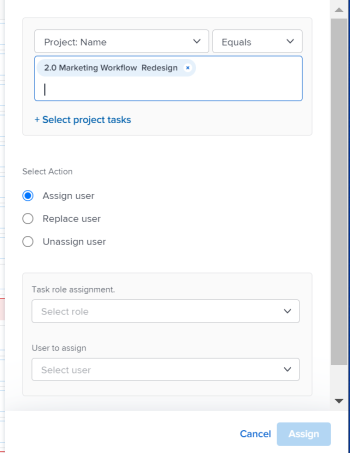 Project: Name
Equals
2.0 Marketing Workflow Redesign ×
+ Select project tasks
Select Action
Assign user
Replace user
Unassign user
Task role assignment.
Select role
User to assign
Select user
Cancel
Assign